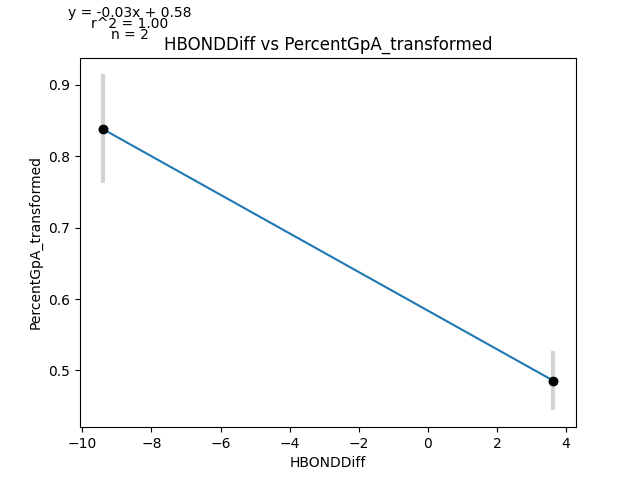 y = -0.03x + 0.58
r^2 = 1.00
n = 2
HBONDDiff vs PercentGpA_transformed
PercentGpA_transformed
0.9
0.8
0.7
0.6
0.5
−10 −8 −6 −4 −2 0 2 4
HBONDDiff